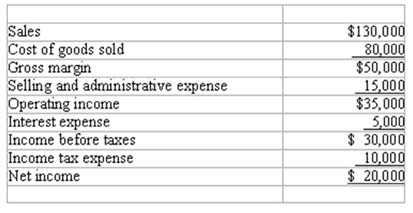 Sales $130,000
Cost of goods sold 80,000
Gross margin $50,000
Selling and administrative expense 15,000
Operating income $35,000
Interest expense 5,000
Income before taxes $ 30,000
Income tax expense 10,000
Net income $ 20,000